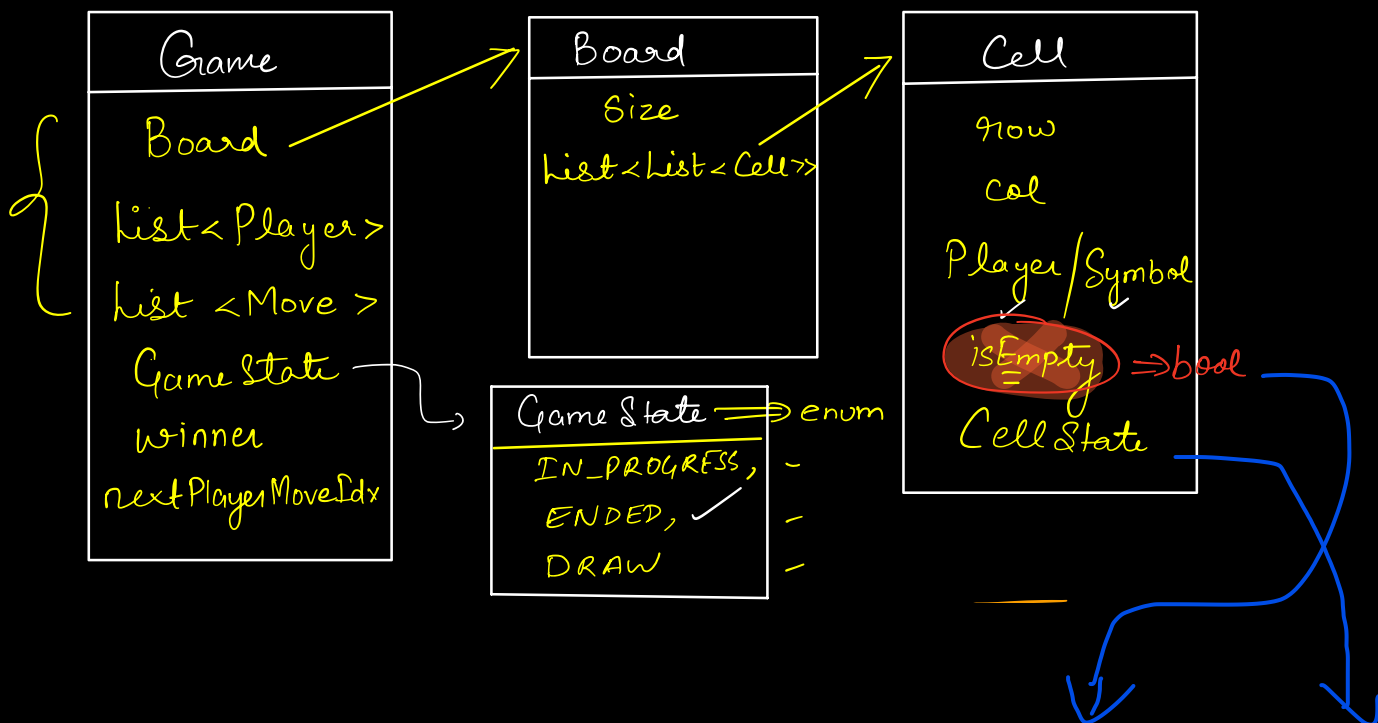 Game
Board
List<Player>
List <Move >
GameState
winner
nextPlayerMoveIdx
Board
Size
List<List<Cell>>
GameState => enum
IN_PROGRESS, -
ENDED, ✓ -
DRAW -
Cell
row
col
Player/Symbol
isEmpty => bool
CellState